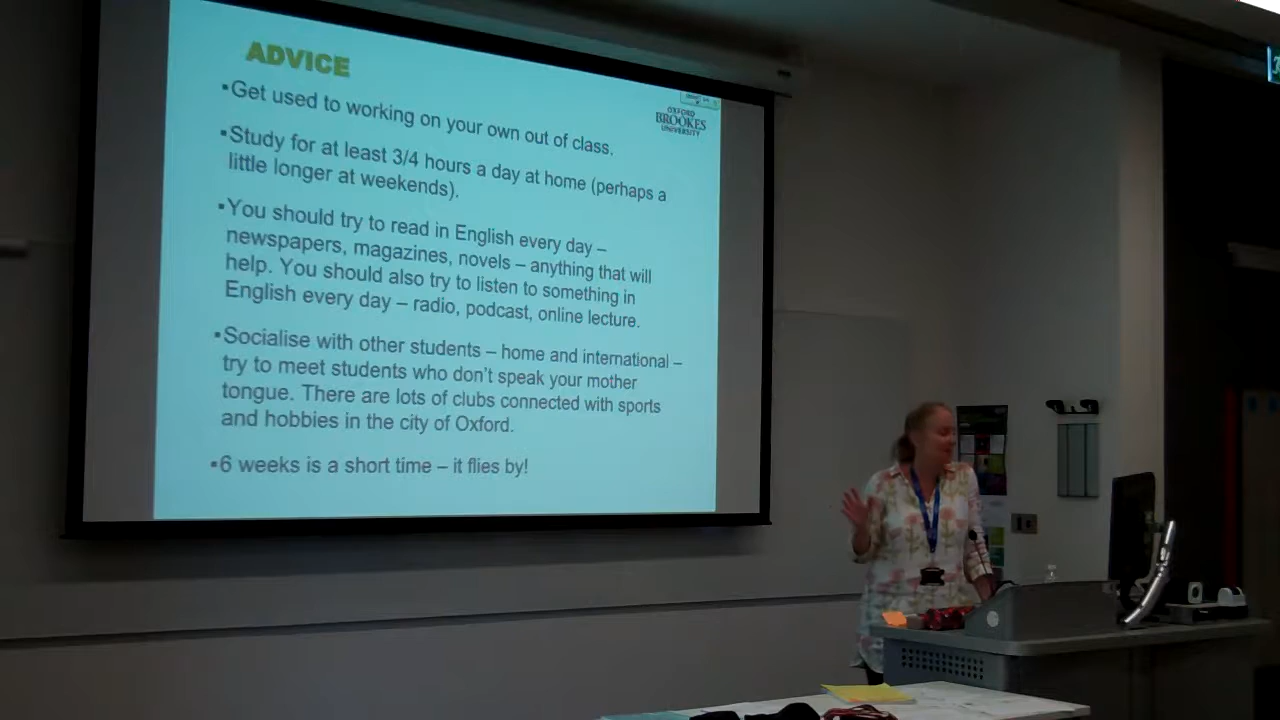 ADVICE
▪Get used to working on your own out of class.
▪Study for at least 3/4 hours a day at home (perhaps a
little longer at weekends).
▪You should try to read in English every day –
newspapers, magazines, novels – anything that will
help. You should also try to listen to something in
English every day – radio, podcast, online lecture.
▪Socialise with other students – home and international –
try to meet students who don't speak your mother
tongue. There are lots of clubs connected with sports
and hobbies in the city of Oxford.
▪6 weeks is a short time – it flies by!
OXFORD
BROOKES
UNIVERSITY